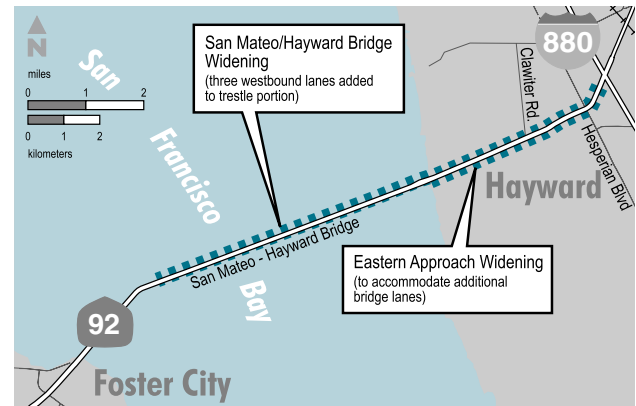 N
miles
0 1 2
0 1 2
kilometers
San
Francisco
Bay
San Mateo/Hayward Bridge
Widening
(three westbound lanes added
to trestle portion)
880
Clawiter Rd.
Hesperian Blvd
Hayward
San Mateo - Hayward Bridge
Eastern Approach Widening
(to accommodate additional
bridge lanes)
92
Foster City